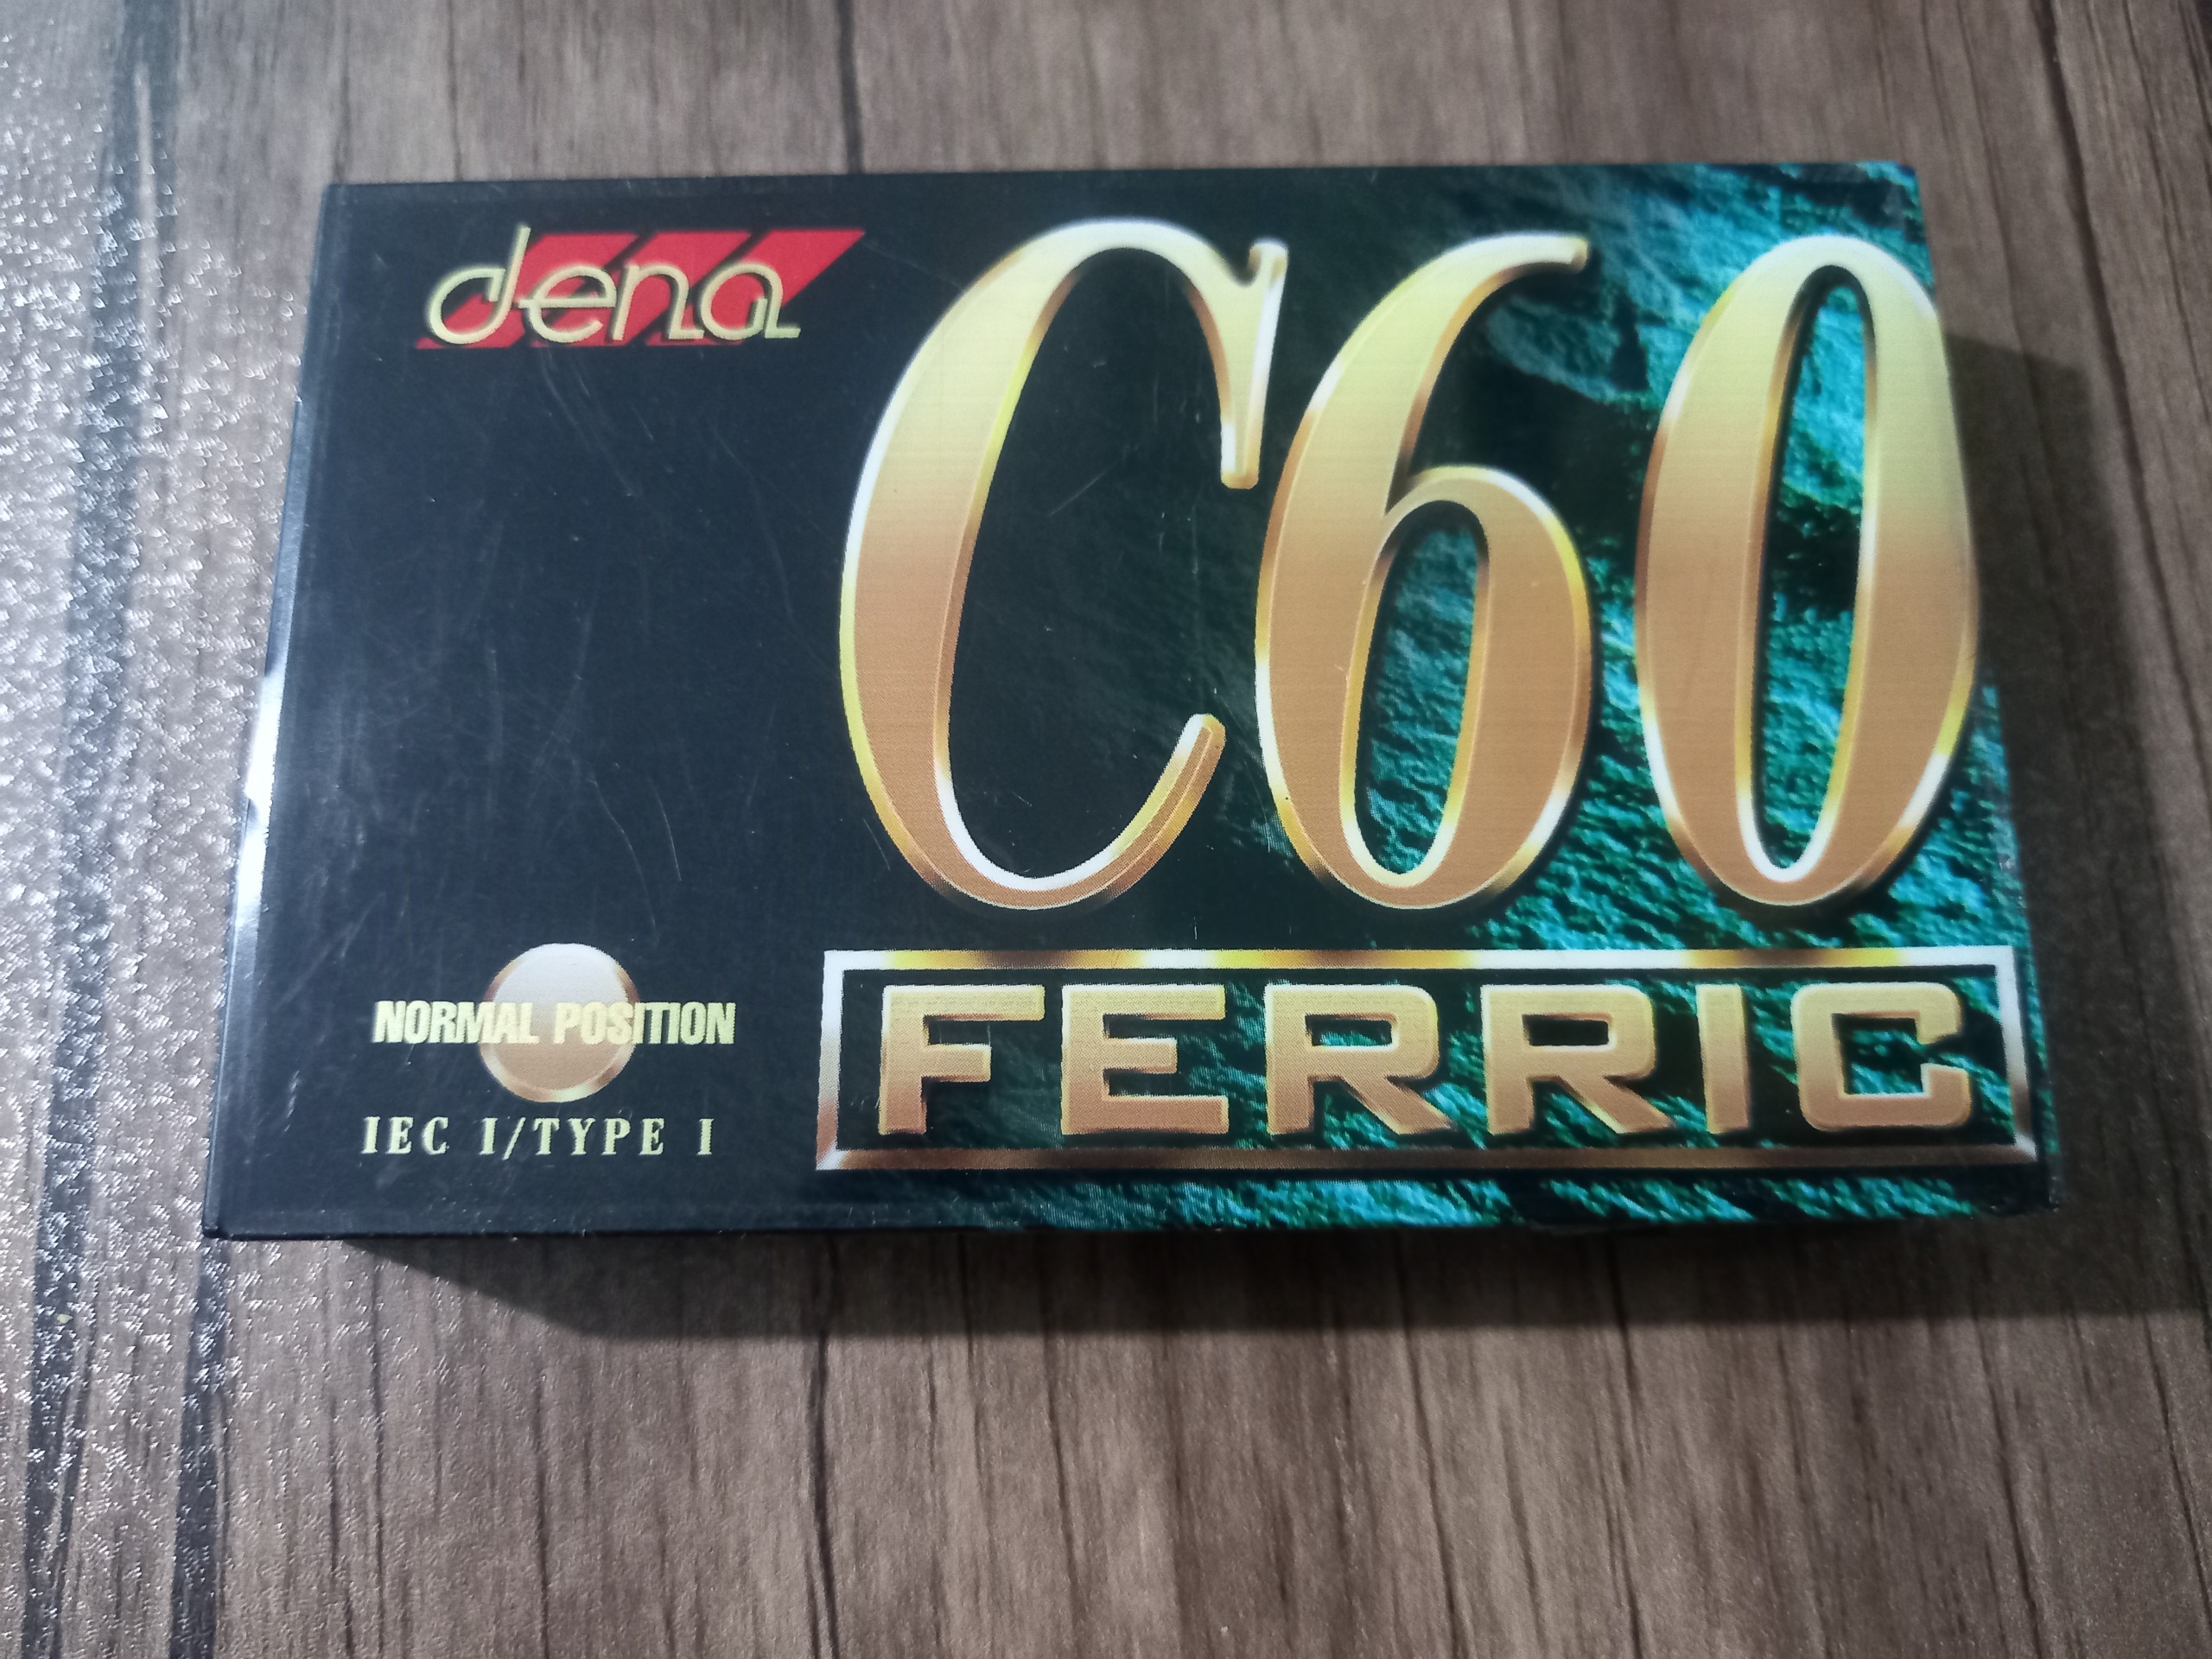 dena
C60
FERRIC
NORMAL POSITION
IEC I/TYPE I